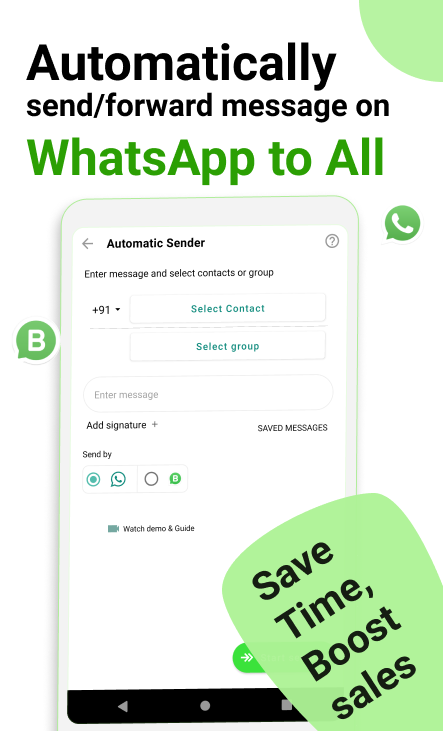 Automatically
send/forward message on
WhatsApp to All
Automatic Sender
Enter message and select contacts or group
+91
Select Contact
B
Select group
Enter message
Add signature +
SAVED MESSAGES
Send by
B
Watch demo & Guide
Save
Time,
Boost
sales